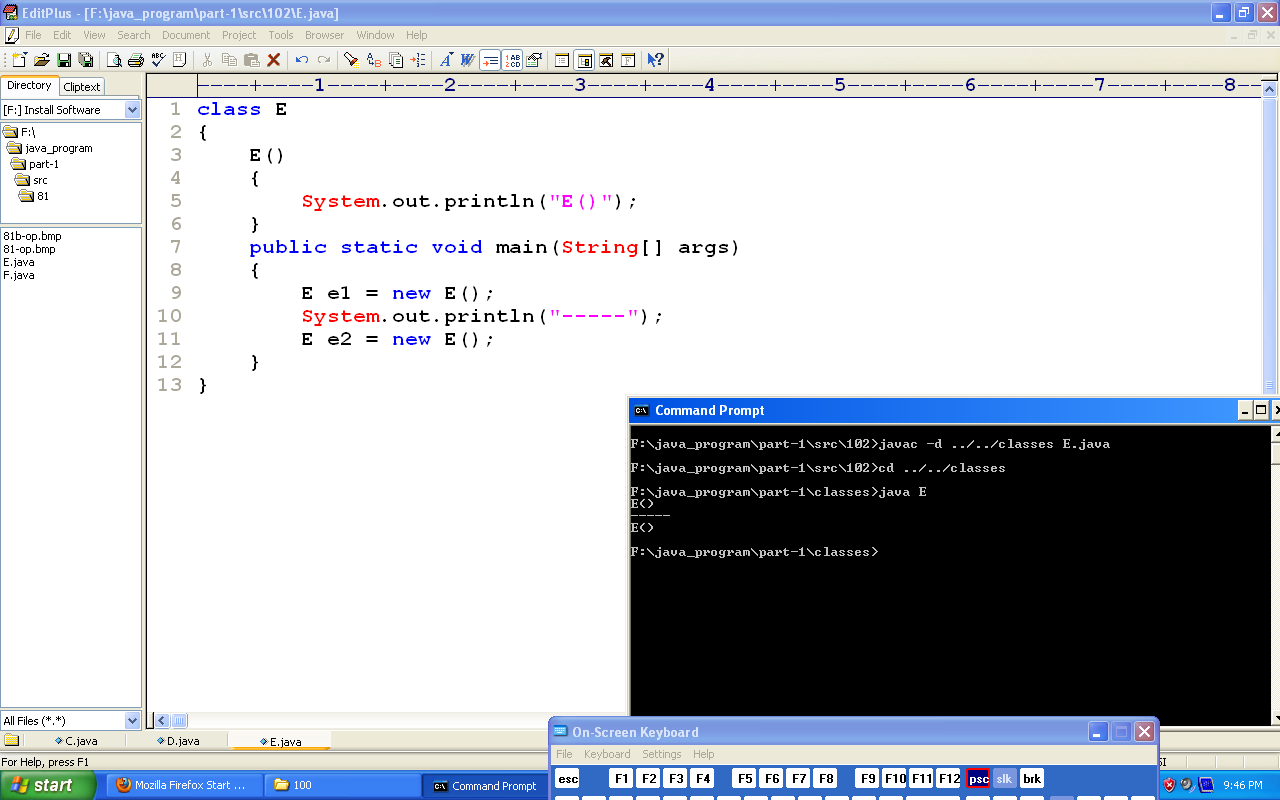 EditPlus - [F:\java_program\part-1\src\102\E.java]
File Edit View Search Document Project Tools Browser Window Help
Directory Cliptext
[F:] Install Software
F:\
java_program
part-1
src
81
81b-op.bmp
81-op.bmp
E.java
F.java
All Files (*.*)
----+----1----+----2----+----3----+----4----+----5----+----6----+----7----+----8--
1 class E
2 {
3 E()
4 {
5 System.out.println("E()");
6 }
7 public static void main(String[] args)
8 {
9 E e1 = new E();
10 System.out.println("-----");
11 E e2 = new E();
12 }
13 }
Command Prompt
F:\java_program\part-1\src\102>javac -d ../../classes E.java
F:\java_program\part-1\src\102>cd ../../classes
F:\java_program\part-1\classes>java E
E()
-----
E()
F:\java_program\part-1\classes>
C.java D.java E.java
For Help, press F1
On-Screen Keyboard
File Keyboard Settings Help
esc F1 F2 F3 F4 F5 F6 F7 F8 F9 F10 F11 F12 psc slk brk
start Mozilla Firefox Start ... 100 Command Prompt 9:46 PM